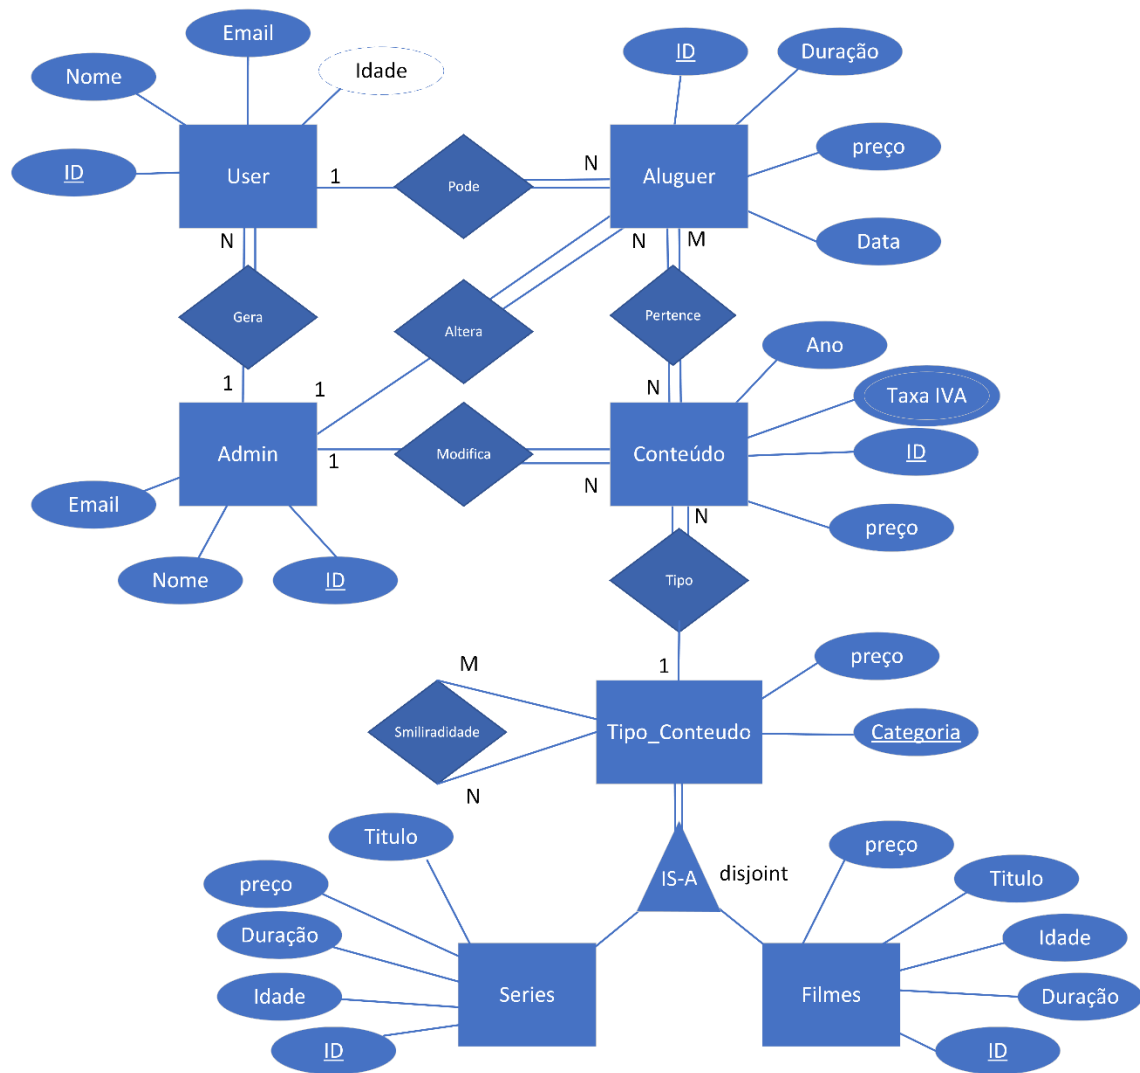 Email
ID
Duração
Nome
Idade
preço
ID
User
1
Pode
N
Aluguer
Data
N
N
M
Gera
Altera
Pertence
Ano
1
1
N
Taxa IVA
Admin
1
Modifica
Conteúdo
ID
N
Email
N
preço
Nome
ID
Tipo
M
1
preço
Smiliradidade
Tipo_Conteudo
Categoria
N
Titulo
preço
IS-A
disjoint
preço
Titulo
Duração
Idade
Series
Filmes
Idade
Duração
ID
ID